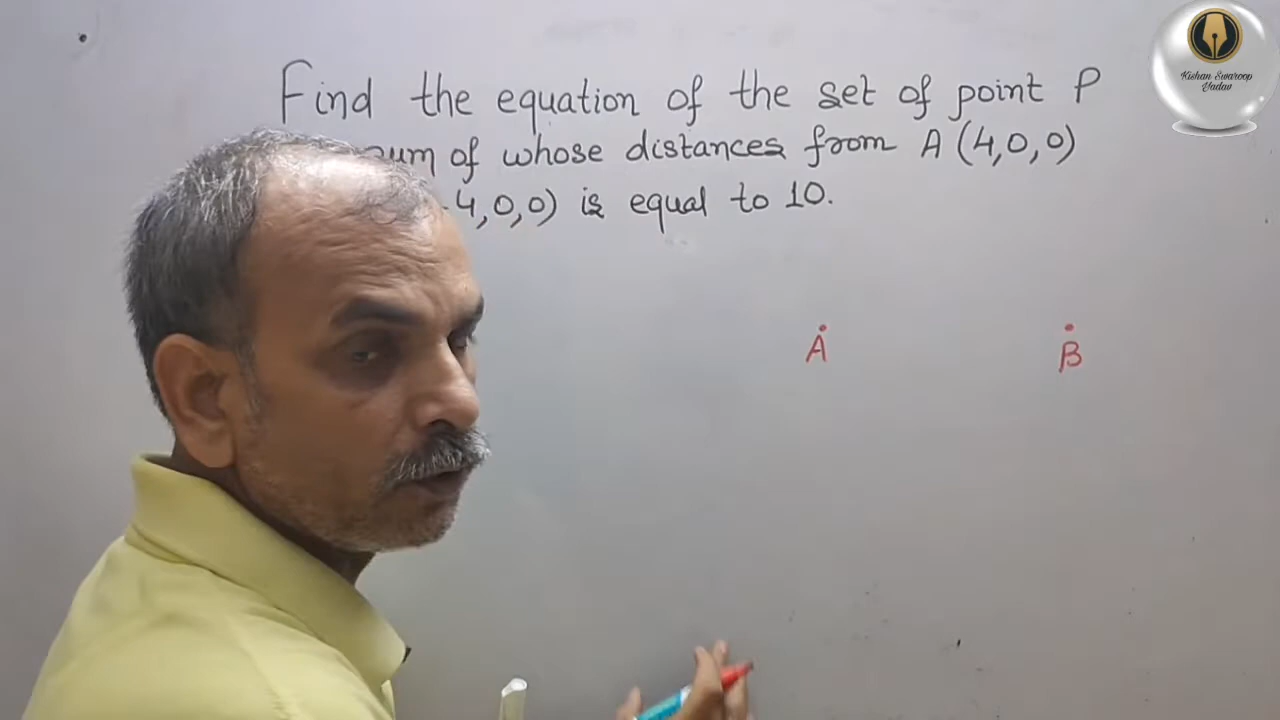 Find the equation of the set of point P
sum of whose distances from A (4,0,0)
-4,0,0) is equal to 10.
A
B
Kishan Swaroop
Yadav